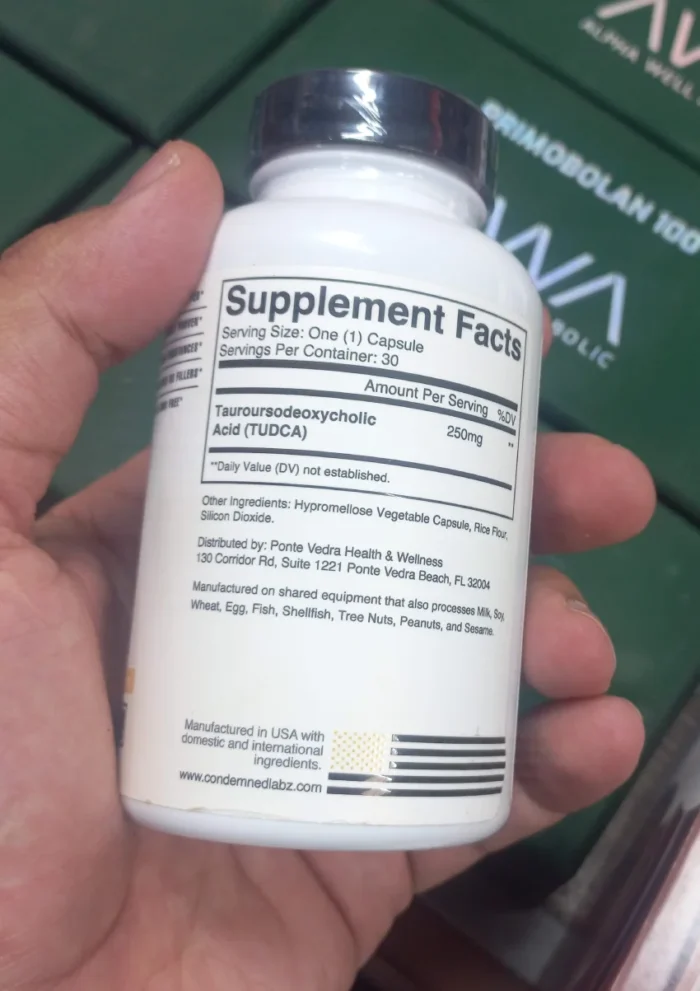 ALPHA WELL
PRIMOBOLAN 100
Supplement Facts
Serving Size: One (1) Capsule
Servings Per Container: 30
Amount Per Serving %DV
Tauroursodeoxycholic
Acid (TUDCA) 250mg **
**Daily Value (DV) not established.
Other Ingredients: Hypromellose Vegetable Capsule, Rice Flour,
Silicon Dioxide.
Distributed by: Ponte Vedra Health & Wellness
130 Corridor Rd, Suite 1221 Ponte Vedra Beach, FL 32004
Manufactured on shared equipment that also processes Milk, Soy,
Wheat, Egg, Fish, Shellfish, Tree Nuts, Peanuts, and Sesame.
Manufactured in USA with
domestic and international
ingredients.
www.condemnedlabz.com